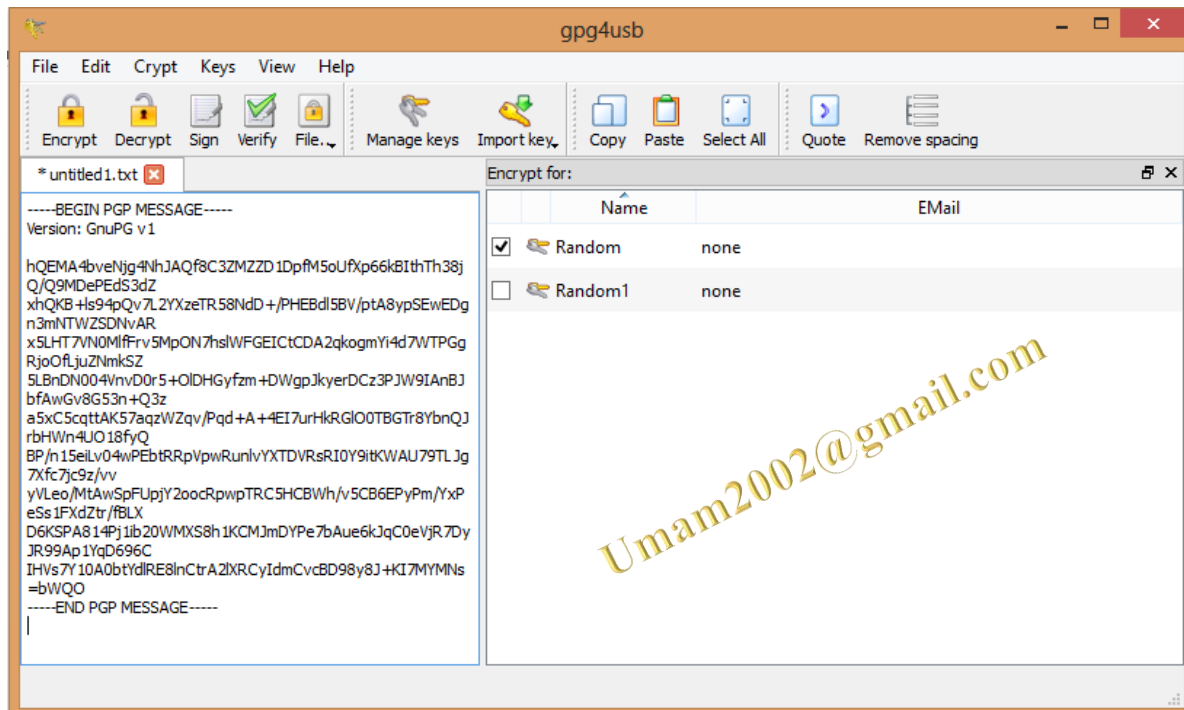 gpg4usb
File Edit Crypt Keys View Help
Encrypt Decrypt Sign Verify File.. Manage keys Import key Copy Paste Select All Quote Remove spacing
* untitled1.txt
-----BEGIN PGP MESSAGE-----
Version: GnuPG v1
hQEMA4bveNjg4NhJAQf8C3ZMZZD1DpfM5oUfXp66kBIthTh38j
Q/Q9MDePEdS3dZ
xhQKB+ls94pQv7L2YXzeTR58NdD+/PHEBdl5BV/ptA8ypSEwEDg
n3mNTWZSDNvAR
x5LHT7VN0MlfFrv5MpON7hslWFGEICtCDA2qkogmYi4d7WTPGg
RjoOfLjuZNmkSZ
5LBnDN004VnvD0r5+OlDHGyfzm+DWgpJkyerDCz3PJW9IAnBJ
bfAwGv8G53n+Q3z
a5xC5cqttAK57aqzWZqv/Pqd+A+4EI7urHkRGlO0TBGTr8YbnQJ
rbHWn4UO18fyQ
BP/n15eiLv04wPEbtRRpVpwRunlvYXTDVRsRI0Y9itKWAU79TLJg
7Xfc7jc9z/vv
yVLeo/MtAwSpFUpjY2oocRpwpTRC5HCBWh/v5CB6EPyPm/YxP
eSs1FXdZtr/fBLX
D6KSPA814Pj1ib20WMXS8h1KCMJmDYPe7bAue6kJqC0eVjR7Dy
JR99Ap1YqD696C
IHVs7Y10A0btYdlRE8lnCtrA2lXRCyIdmCvcBD98y8J+KI7MYMNs
=bWQO
-----END PGP MESSAGE-----
Encrypt for:
Name EMail
Random none
Random1 none
Umam2002@gmail.com